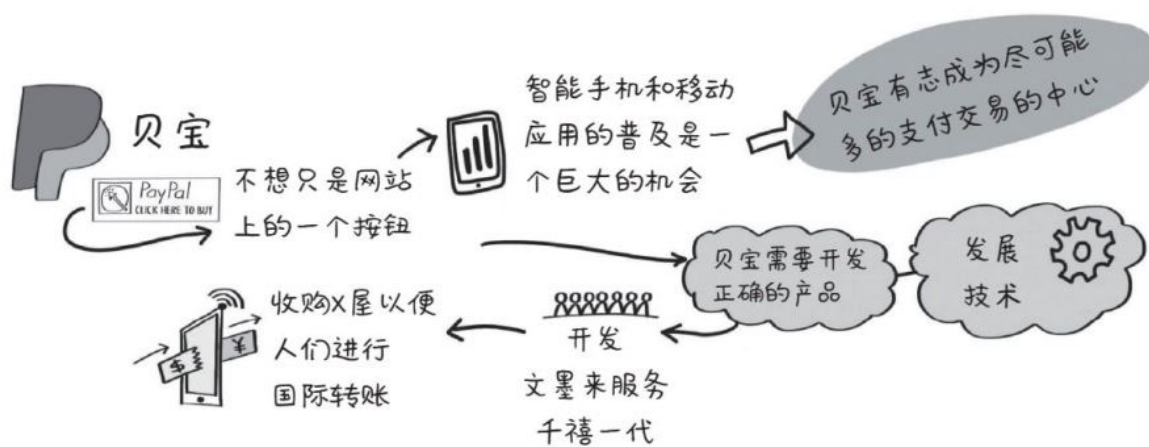 贝宝
PayPal
CLICK HERE TO BUY
不想只是网站
上的一个按钮
智能手机和移动
应用的普及是一
个巨大的机会
贝宝有志成为尽可能
多的支付交易的中心
贝宝需要开发
正确的产品
发展
技术
开发
文墨来服务
千禧一代
收购X屋以便
人们进行
国际转账
$
¥